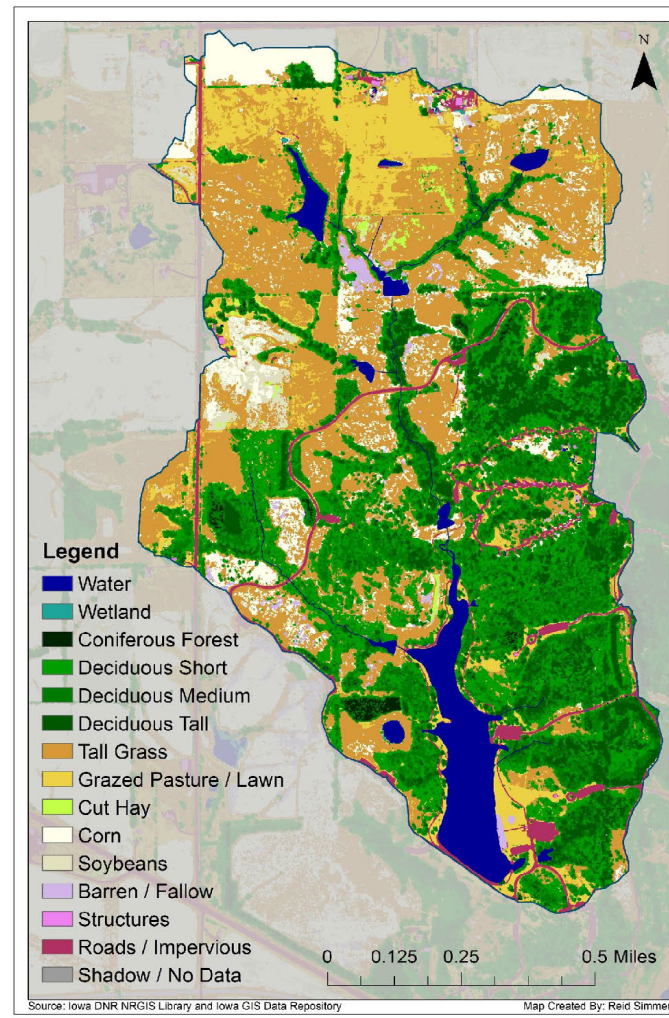 N
Legend
Water
Wetland
Coniferous Forest
Deciduous Short
Deciduous Medium
Deciduous Tall
Tall Grass
Grazed Pasture / Lawn
Cut Hay
Corn
Soybeans
Barren / Fallow
Structures
Roads / Impervious
Shadow / No Data
0 0.125 0.25 0.5 Miles
Source: Iowa DNR NRGIS Library and Iowa GIS Data Repository Map Created By: Reid Simmer